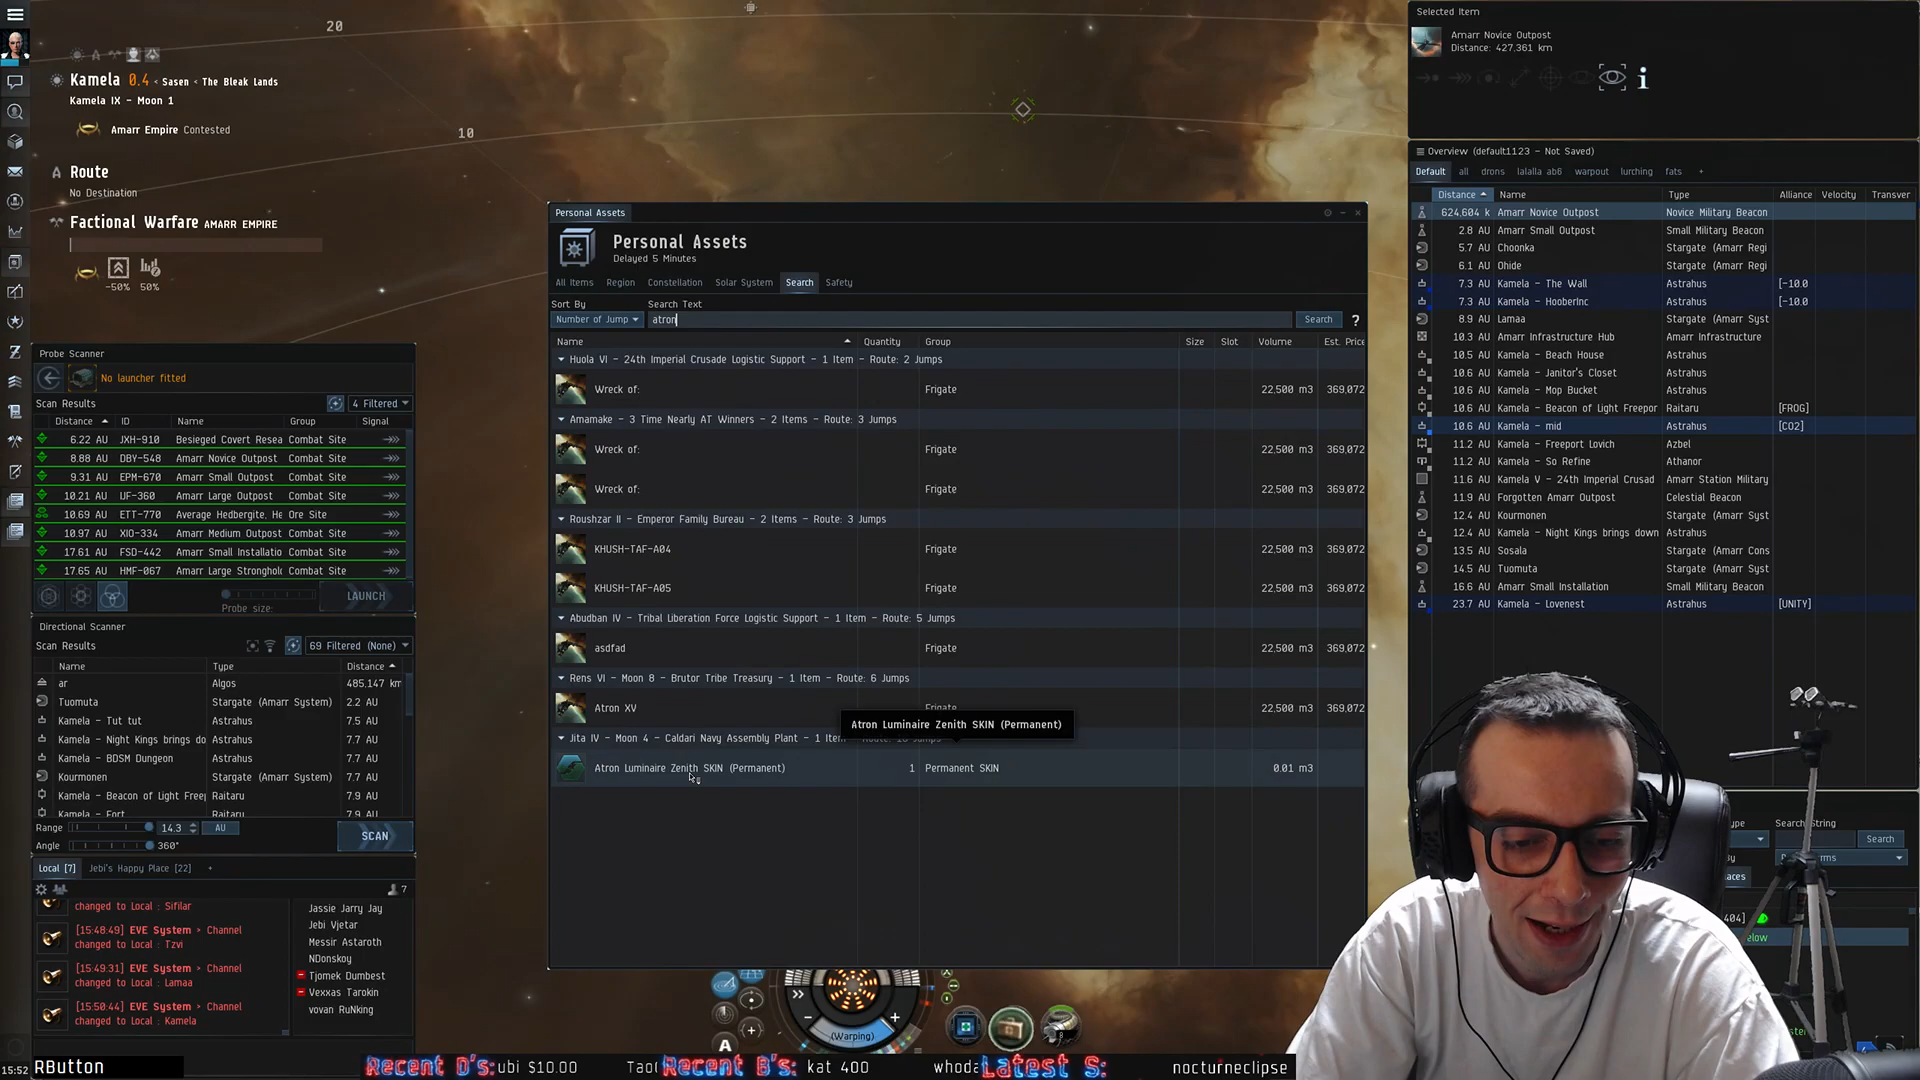 20
10
Kamela 0.4 < Sasen < The Bleak Lands
Kamela IX - Moon 1
Amarr Empire Contested
Route
No Destination
Factional Warfare AMARR EMPIRE
-50% 50%
Probe Scanner
No launcher fitted
Scan Results 4 Filtered
Distance ID Name Group Signal
6.22 AU JXH-910 Besieged Covert Resea Combat Site
8.88 AU DBY-548 Amarr Novice Outpost Combat Site
9.31 AU EPM-670 Amarr Small Outpost Combat Site
10.21 AU IJF-360 Amarr Large Outpost Combat Site
10.69 AU ETT-770 Average Hedbergite, He Ore Site
10.97 AU XIO-334 Amarr Medium Outpost Combat Site
17.61 AU FSD-442 Amarr Small Installatio Combat Site
17.65 AU HMF-067 Amarr Large Stronghol Combat Site
Probe size:
LAUNCH
Directional Scanner
Scan Results 69 Filtered (None)
Name Type Distance
ar Algos 485,147 km
Tuomuta Stargate (Amarr System) 2.2 AU
Kamela - Tut tut Astrahus 7.5 AU
Kamela - Night Kings brings do Astrahus 7.7 AU
Kamela - BDSM Dungeon Astrahus 7.7 AU
Kourmonen Stargate (Amarr System) 7.7 AU
Kamela - Beacon of Light Freep Raitaru 7.9 AU
Kamela - Fort Raitaru 7.9 AU
Range 14.3 AU
Angle 360°
SCAN
Local [7] Jebi's Happy Place [22] +
7
changed to Local : Sifilar
[15:48:49] EVE System > Channel
changed to Local : Tzvi
[15:49:31] EVE System > Channel
changed to Local : Lamaa
[15:50:44] EVE System > Channel
changed to Local : Kamela
Jassie Jarry Jay
Jebi Vjetar
Messir Astaroth
NDonskoy
Tjomek Dumbest
Vexxas Tarokin
vovan RuNking
15:52
RButton
Personal Assets
Personal Assets
Delayed 5 Minutes
All Items Region Constellation Solar System Search Safety
Sort By Search Text
Number of Jump atron Search ?
Name Quantity Group Size Slot Volume Est. Price
Huola VI - 24th Imperial Crusade Logistic Support - 1 Item - Route: 2 Jumps
Wreck of: Frigate 22,500 m3 369,072
Amamake - 3 Time Nearly AT Winners - 2 Items - Route: 3 Jumps
Wreck of: Frigate 22,500 m3 369,072
Wreck of: Frigate 22,500 m3 369,072
Roushzar II - Emperor Family Bureau - 2 Items - Route: 3 Jumps
KHUSH-TAF-A04 Frigate 22,500 m3 369,072
KHUSH-TAF-A05 Frigate 22,500 m3 369,072
Abudban IV - Tribal Liberation Force Logistic Support - 1 Item - Route: 5 Jumps
asdfad Frigate 22,500 m3 369,072
Rens VI - Moon 8 - Brutor Tribe Treasury - 1 Item - Route: 6 Jumps
Atron XV Frigate 22,500 m3 369,072
Atron Luminaire Zenith SKIN (Permanent)
Jita IV - Moon 4 - Caldari Navy Assembly Plant - 1 Item
Atron Luminaire Zenith SKIN (Permanent) 1 Permanent SKIN 0.01 m3
(Warping)
A
Recent D's: ubi $10.00 Recent B's: kat 400 whoda Latest S: nocturneclipse
Selected Item
Amarr Novice Outpost
Distance: 427,361 km
Overview (default1123 - Not Saved)
Default all drons lalalla ab6 warpout lurching fats +
Distance Name Type Alliance Velocity Transver
624,604 k Amarr Novice Outpost Novice Military Beacon
2.8 AU Amarr Small Outpost Small Military Beacon
5.7 AU Choonka Stargate (Amarr Regi
6.1 AU Ohide Stargate (Amarr Regi
7.3 AU Kamela - The Wall Astrahus [-10.0
7.3 AU Kamela - HooberInc Astrahus [-10.0
8.9 AU Lamaa Stargate (Amarr Syst
10.3 AU Amarr Infrastructure Hub Amarr Infrastructure
10.5 AU Kamela - Beach House Astrahus
10.6 AU Kamela - Janitor's Closet Astrahus
10.6 AU Kamela - Mop Bucket Astrahus
10.6 AU Kamela - Beacon of Light Freepor Raitaru [FROG]
10.6 AU Kamela - mid Astrahus [CO2]
11.2 AU Kamela - Freeport Lovich Azbel
11.2 AU Kamela - So Refine Athanor
11.6 AU Kamela V - 24th Imperial Crusad Amarr Station Military
11.9 AU Forgotten Amarr Outpost Celestial Beacon
12.4 AU Kourmonen Stargate (Amarr Syst
12.4 AU Kamela - Night Kings brings down Astrahus
13.5 AU Sosala Stargate (Amarr Cons
14.5 AU Tuomuta Stargate (Amarr Syst
16.6 AU Amarr Small Installation Small Military Beacon
23.7 AU Kamela - Lovenest Astrahus [UNITY]
Search String
Search